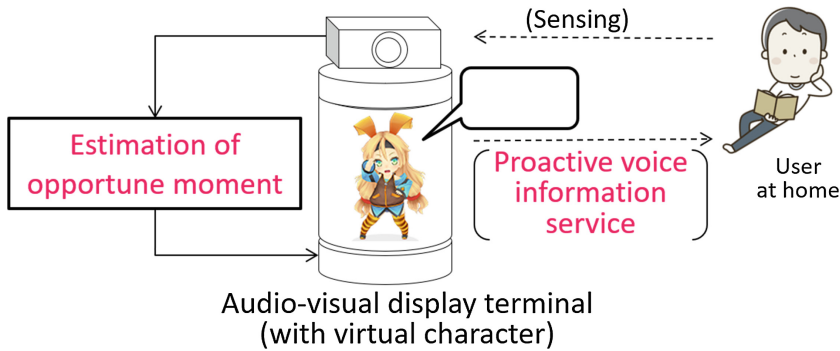 (Sensing)
Estimation of
opportune moment
Proactive voice
information
service
User
at home
Audio-visual display terminal
(with virtual character)